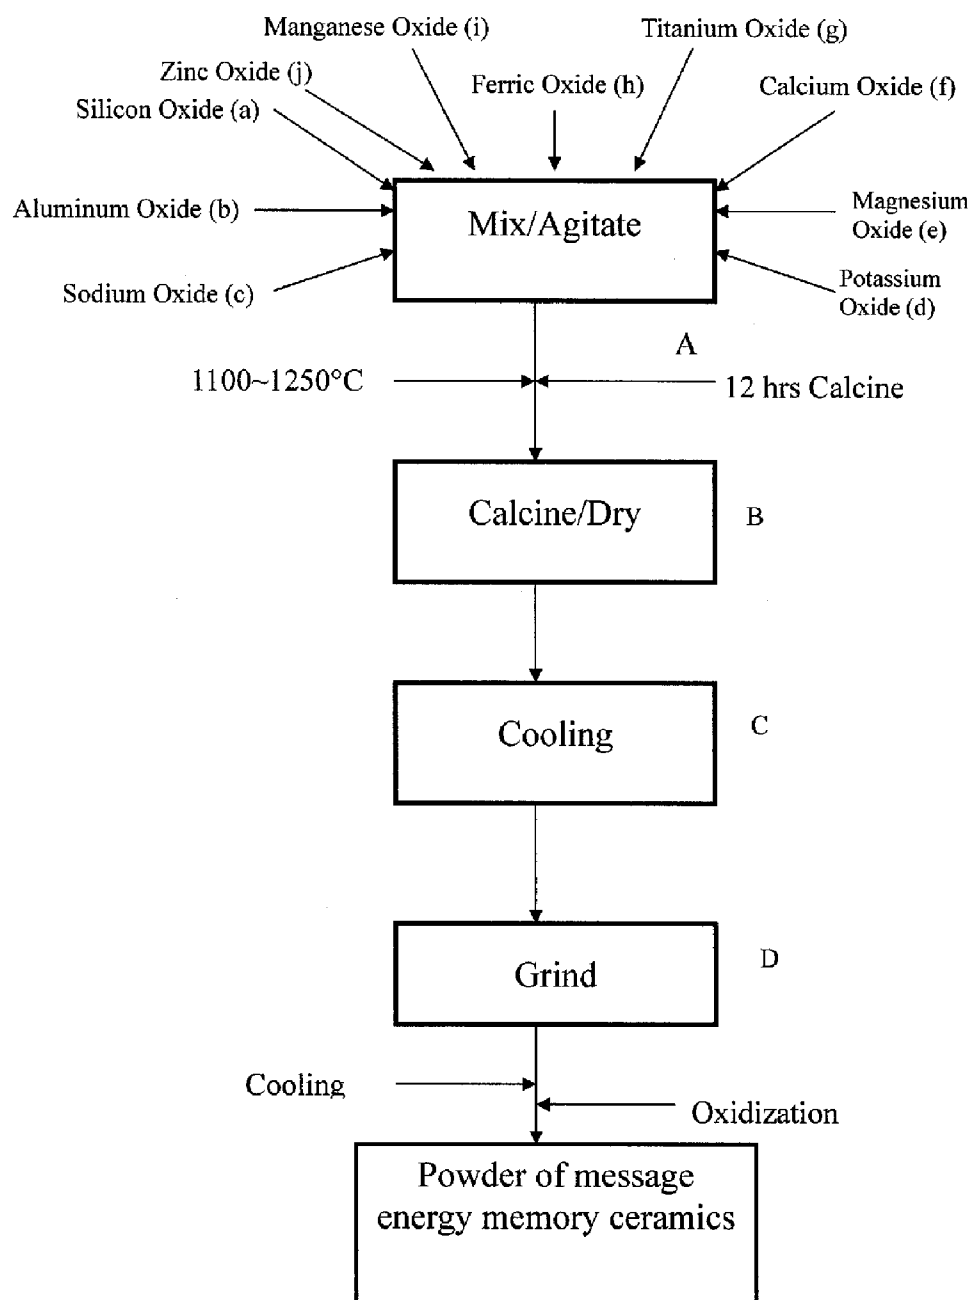 Manganese Oxide (i)
Titanium Oxide (g)
Zinc Oxide (j)
Ferric Oxide (h)
Calcium Oxide (f)
Silicon Oxide (a)
Aluminum Oxide (b)
Mix/Agitate
Magnesium
Oxide (e)
Sodium Oxide (c)
Potassium
Oxide (d)
A
1100~1250°C
12 hrs Calcine
Calcine/Dry
B
Cooling
C
Grind
D
Cooling
Oxidization
Powder of message
energy memory ceramics